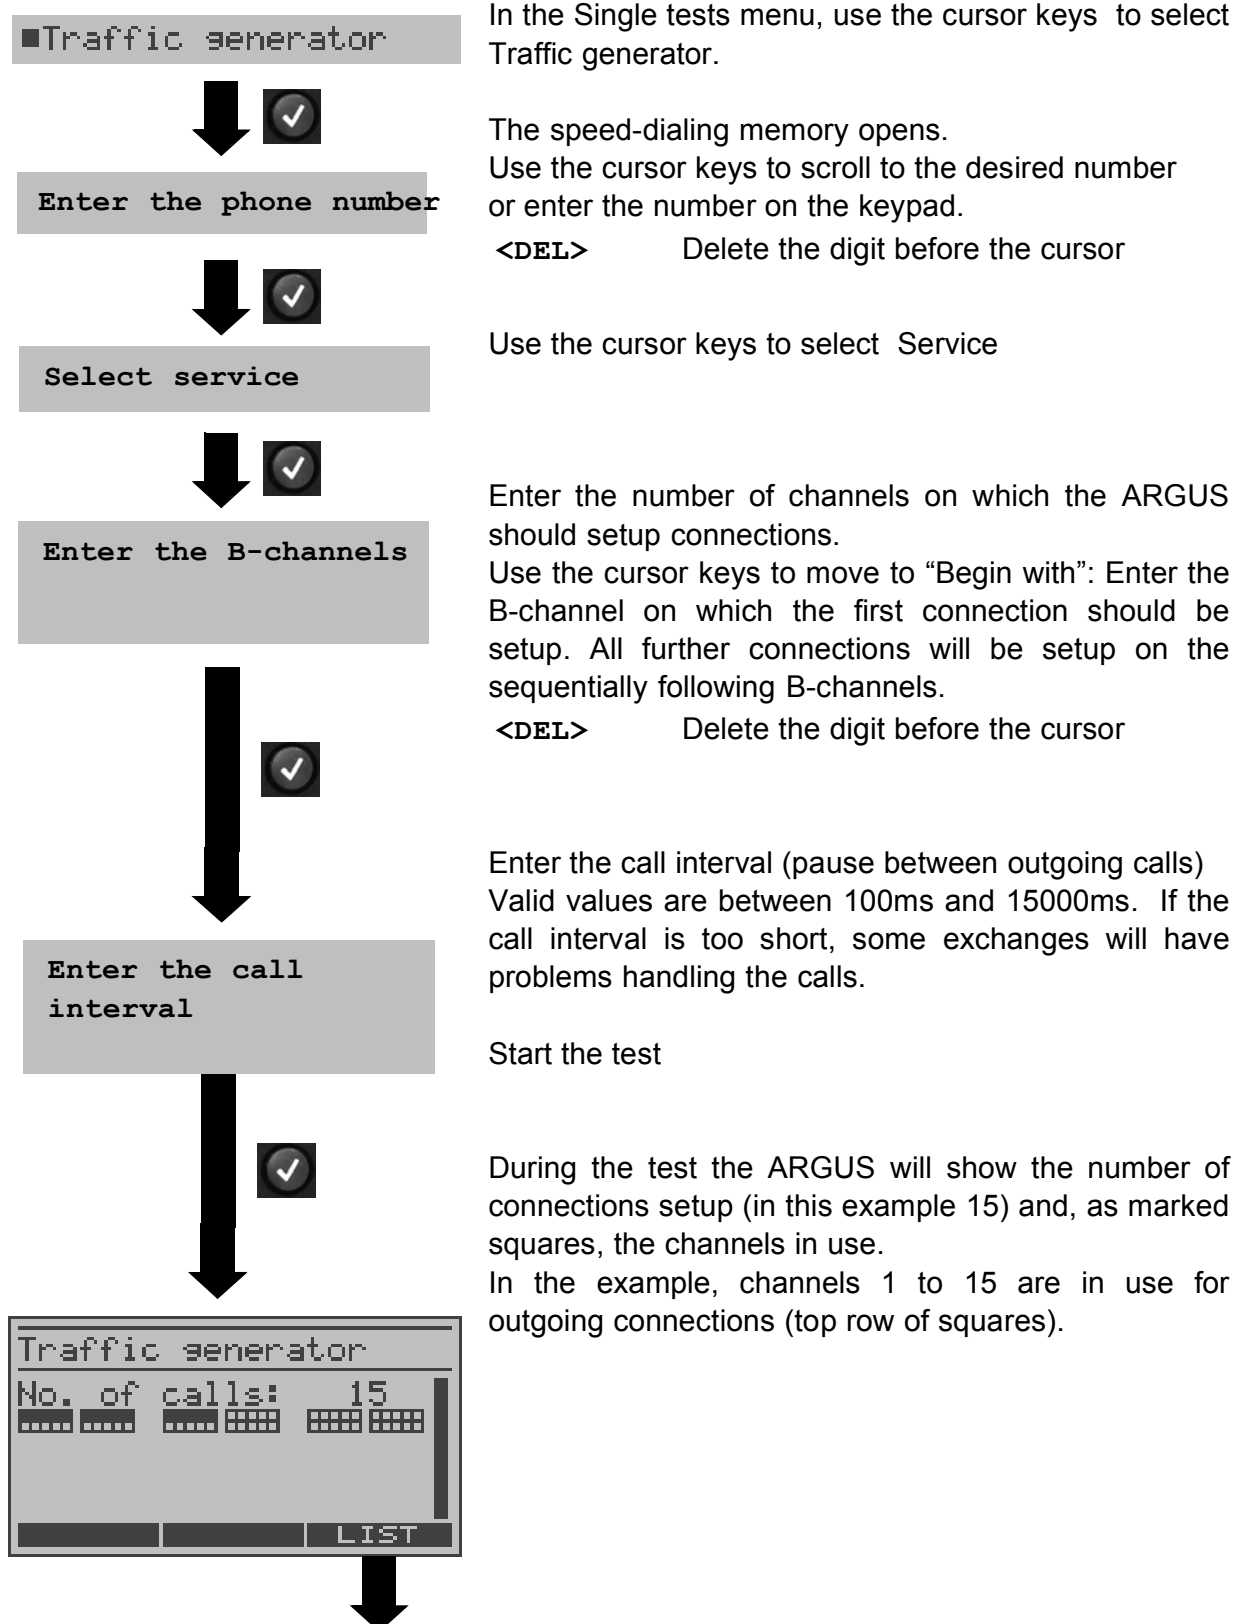 In the Single tests menu, use the cursor keys to select
■Traffic generator
Traffic generator.
The speed-dialing memory opens.
Use the cursor keys to scroll to the desired number
Enter the phone number
or enter the number on the keypad.
<DEL> Delete the digit before the cursor
Use the cursor keys to select Service
Select service
Enter the number of channels on which the ARGUS
should setup connections.
Enter the B-channels
Use the cursor keys to move to “Begin with”: Enter the
B-channel on which the first connection should be
setup. All further connections will be setup on the
sequentially following B-channels.
<DEL> Delete the digit before the cursor
Enter the call interval (pause between outgoing calls)
Valid values are between 100ms and 15000ms. If the
call interval is too short, some exchanges will have
problems handling the calls.
Enter the call
interval
Start the test
During the test the ARGUS will show the number of
connections setup (in this example 15) and, as marked
squares, the channels in use.
In the example, channels 1 to 15 are in use for
outgoing connections (top row of squares).
Traffic generator
No. of calls: 15
LIST